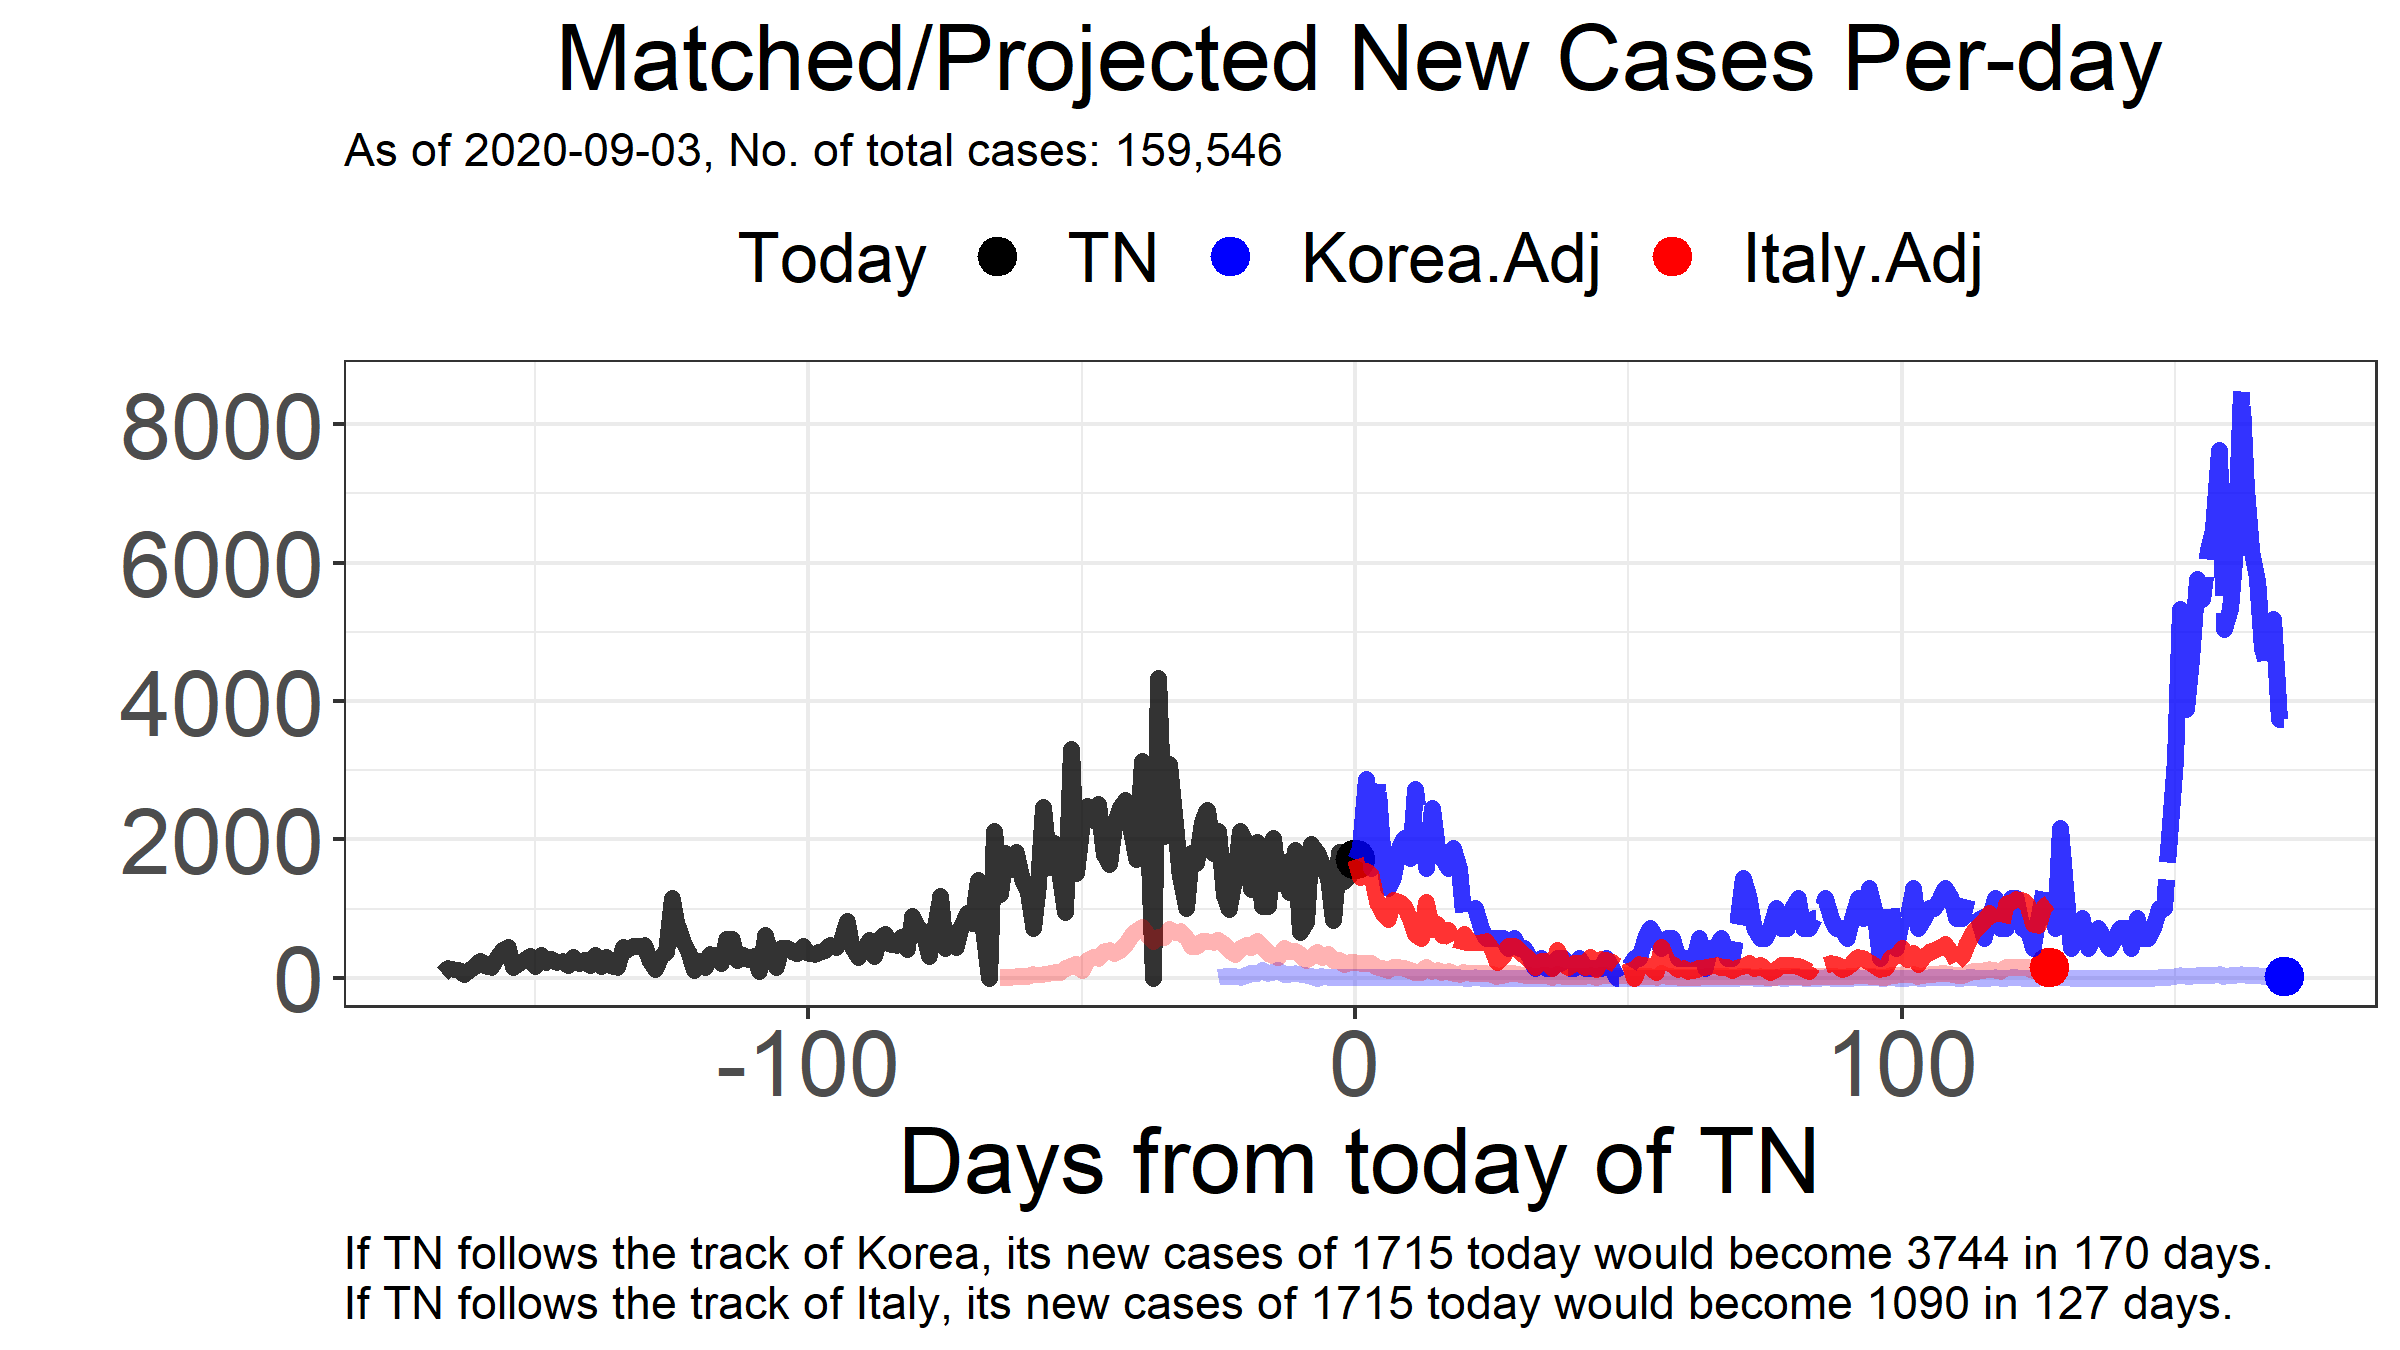 Matched/Projected New Cases Per-day
As of 2020-09-03, No. of total cases: 159,546
Today TN Korea.Adj Italy.Adj
8000
6000
4000
2000
0
-100 0 100
Days from today of TN
If TN follows the track of Korea, its new cases of 1715 today would become 3744 in 170 days.
If TN follows the track of Italy, its new cases of 1715 today would become 1090 in 127 days.